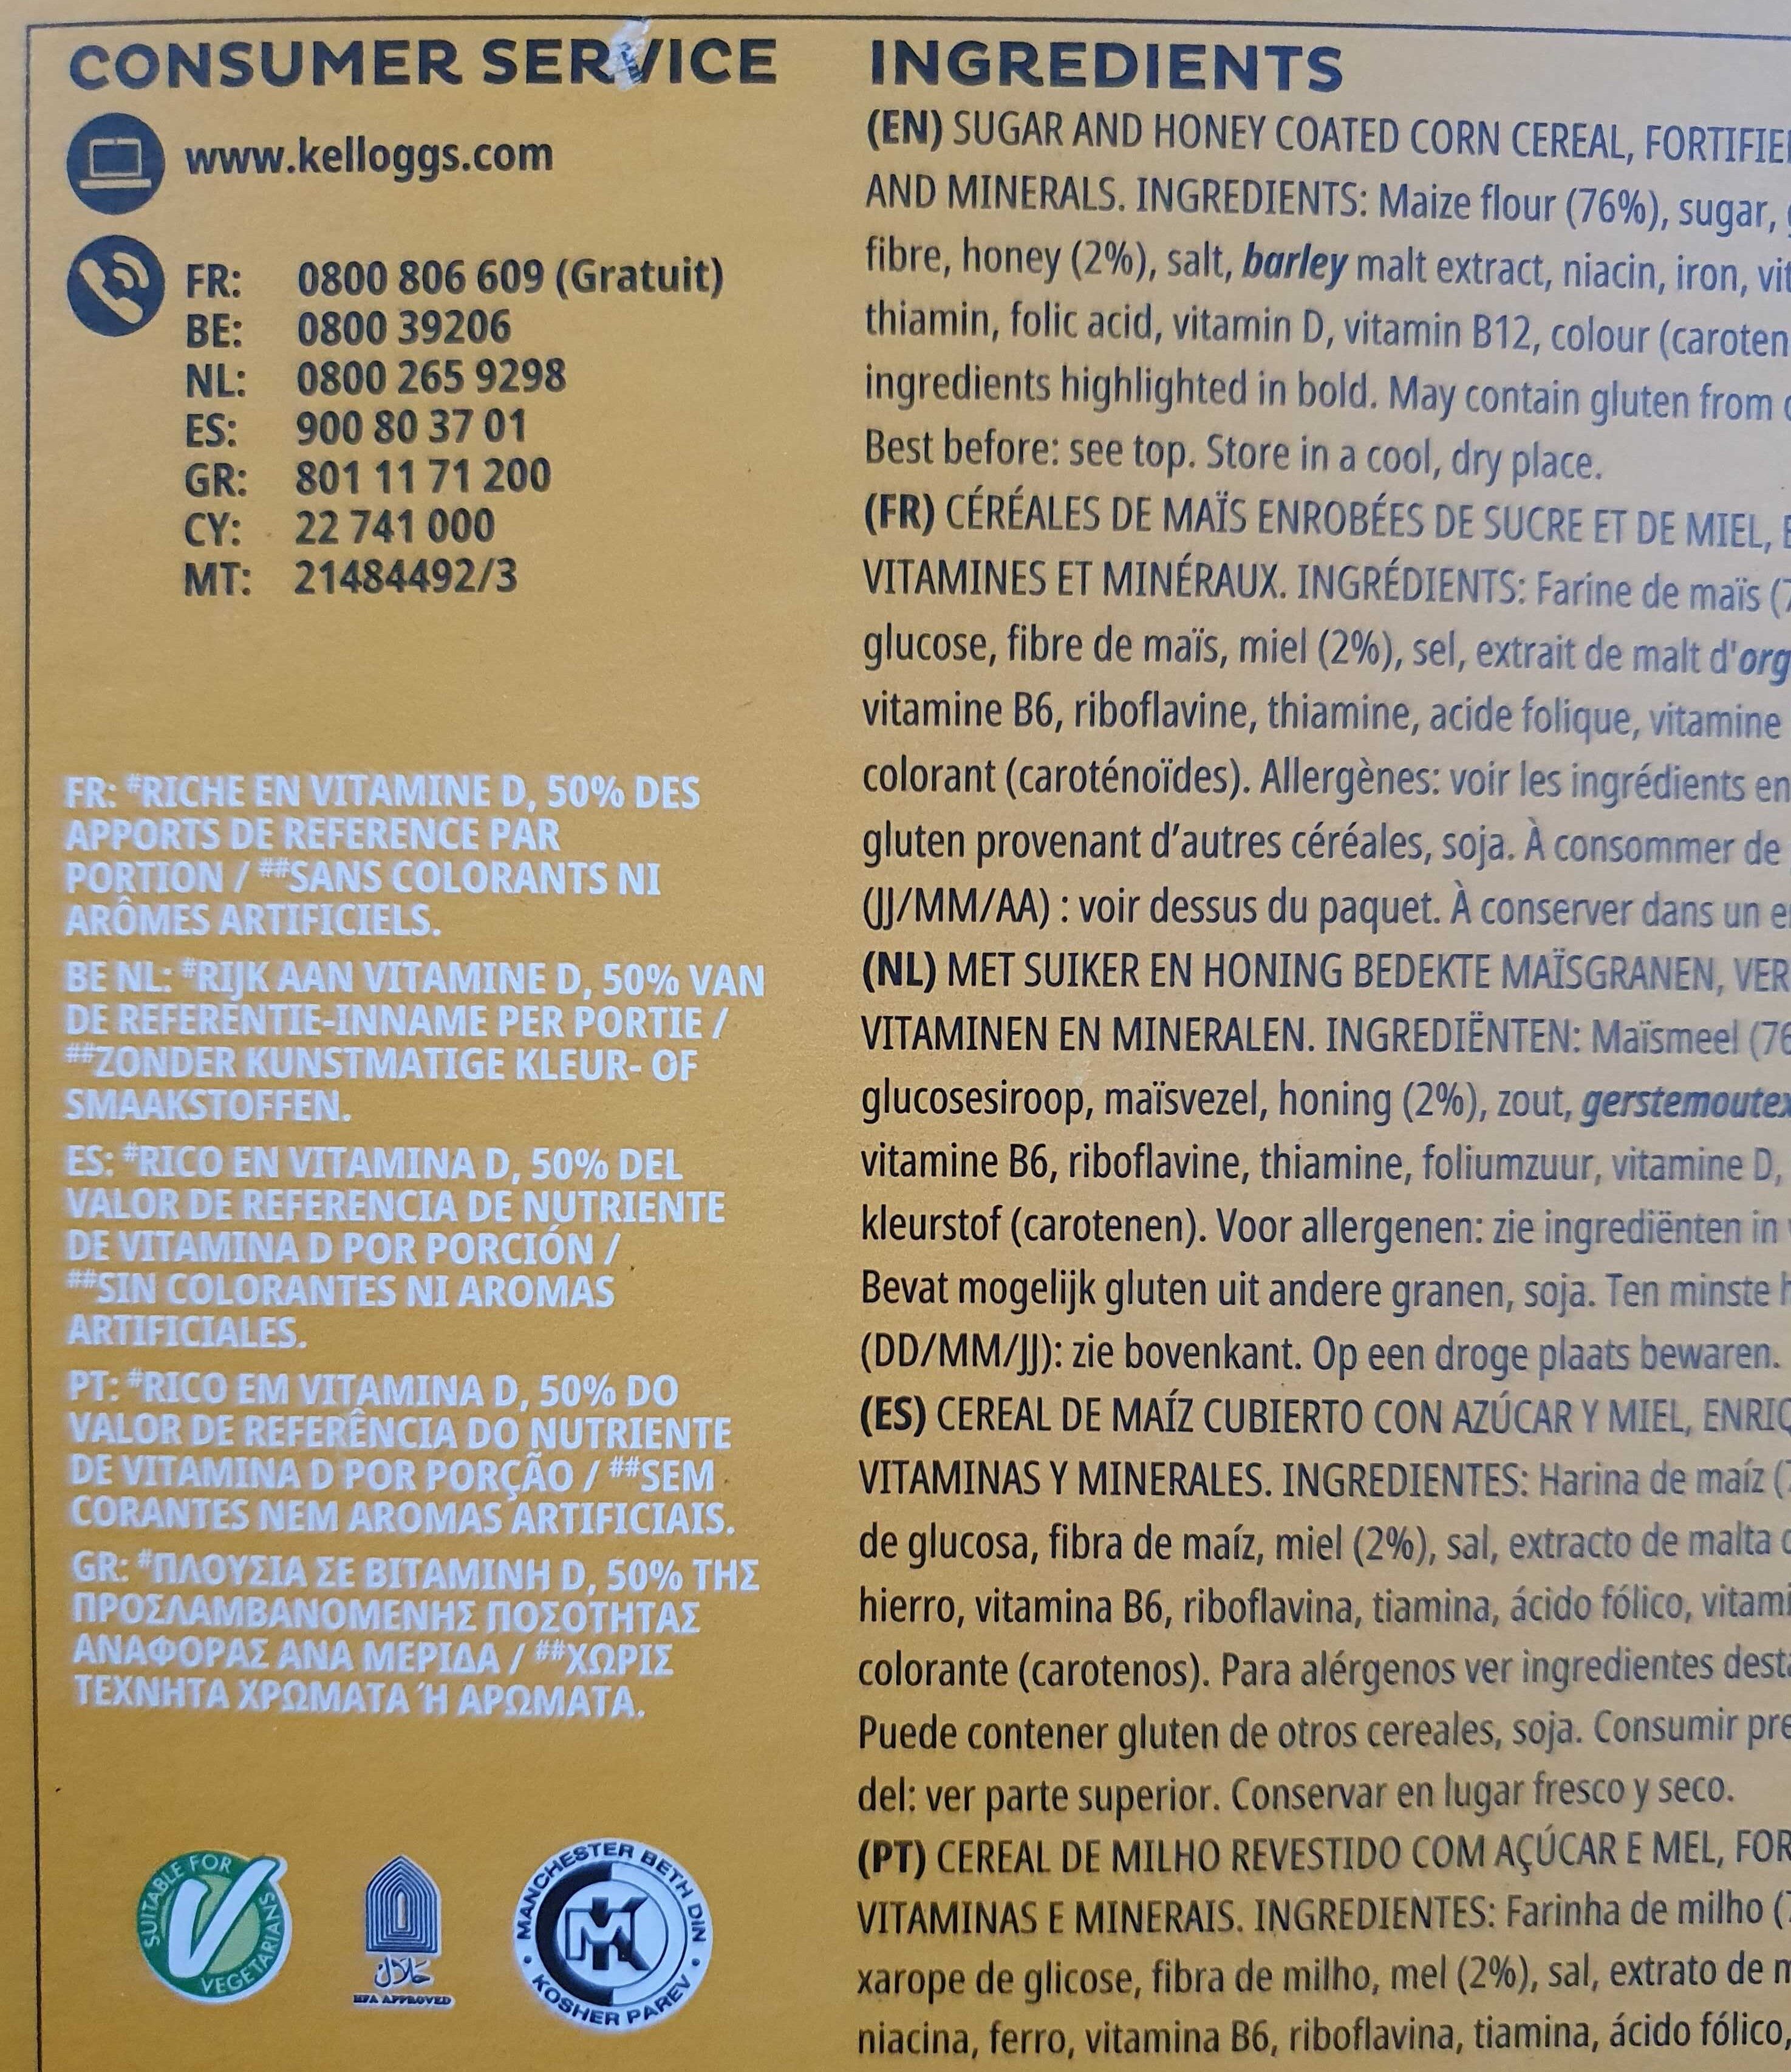 CONSUMER SERVICE
www.kelloggs.com
FR: 0800 806 609 (Gratuit)
BE: 0800 39206
NL: 0800 265 9298
ES: 900 80 37 01
GR: 801 11 71 200
CY: 22 741 000
MT: 21484492/3
FR: #RICHE EN VITAMINE D, 50% DES
APPORTS DE REFERENCE PAR
PORTION / ##SANS COLORANTS NI
ARÔMES ARTIFICIELS.
BE NL: #RIJK AAN VITAMINE D, 50% VAN
DE REFERENTIE-INNAME PER PORTIE /
##ZONDER KUNSTMATIGE KLEUR- OF
SMAAKSTOFFEN.
ES: #RICO EN VITAMINA D, 50% DEL
VALOR DE REFERENCIA DE NUTRIENTE
DE VITAMINA D POR PORCIÓN /
##SIN COLORANTES NI AROMAS
ARTIFICIALES.
PT: #RICO EM VITAMINA D, 50% DO
VALOR DE REFERÊNCIA DO NUTRIENTE
DE VITAMINA D POR PORÇÃO / ##SEM
CORANTES NEM AROMAS ARTIFICIAIS.
GR: #ΠΛΟΥΣΙΑ ΣΕ ΒΙΤΑΜΙΝΗ D, 50% ΤΗΣ
ΠΡΟΣΛΑΜΒΑΝΟΜΕΝΗΣ ΠΟΣΟΤΗΤΑΣ
ΑΝΑΦΟΡΑΣ ΑΝΑ ΜΕΡΙΔΑ / ##ΧΩΡΙΣ
ΤΕΧΝΗΤΑ ΧΡΩΜΑΤΑ Ή ΑΡΩΜΑΤΑ.
SUITABLE FOR
V
VEGETARIANS
حلال
HFA APPROVED
MANCHESTER BETH DIN
MK
KOSHER PAREV
INGREDIENTS
(EN) SUGAR AND HONEY COATED CORN CEREAL,
AND MINERALS. INGREDIENTS: Maize flour (76%), sugar,
fibre, honey (2%), salt, barley malt extract, niacin, iron,
thiamin, folic acid, vitamin D, vitamin B12, colour
ingredients highlighted in bold. May contain gluten from
Best before: see top. Store in a cool, dry place.
(FR) CÉRÉALES DE MAÏS ENROBÉES DE SUCRE ET DE MIEL,
VITAMINES ET MINÉRAUX. INGRÉDIENTS: Farine de maïs
glucose, fibre de maïs, miel (2%), sel, extrait de malt
vitamine B6, riboflavine, thiamine, acide folique, vitamine
colorant (caroténoïdes). Allergènes: voir les ingrédients en
gluten provenant d’autres céréales, soja. À consommer de
(JJ/MM/AA) : voir dessus du paquet. À conserver dans un
(NL) MET SUIKER EN HONING BEDEKTE MAÏSGRANEN,
VITAMINEN EN MINERALEN. INGREDIËNTEN: Maïsmeel
glucosesiroop, maïsvezel, honing (2%), zout,
vitamine B6, riboflavine, thiamine, foliumzuur, vitamine D,
kleurstof (carotenen). Voor allergenen: zie ingrediënten in
Bevat mogelijk gluten uit andere granen, soja. Ten minste
(DD/MM/JJ): zie bovenkant. Op een droge plaats bewaren.
(ES) CEREAL DE MAÍZ CUBIERTO CON AZÚCAR Y MIEL,
VITAMINAS Y MINERALES. INGREDIENTES: Harina de maíz
de glucosa, fibra de maíz, miel (2%), sal, extracto de malta
hierro, vitamina B6, riboflavina, tiamina, ácido fólico,
colorante (carotenos). Para alérgenos ver ingredientes
Puede contener gluten de otros cereales, soja. Consumir
del: ver parte superior. Conservar en lugar fresco y seco.
(PT) CEREAL DE MILHO REVESTIDO COM AÇÚCAR E MEL,
VITAMINAS E MINERAIS. INGREDIENTES: Farinha de milho
xarope de glicose, fibra de milho, mel (2%), sal, extrato de
niacina, ferro, vitamina B6, riboflavina, tiamina, ácido fólico,